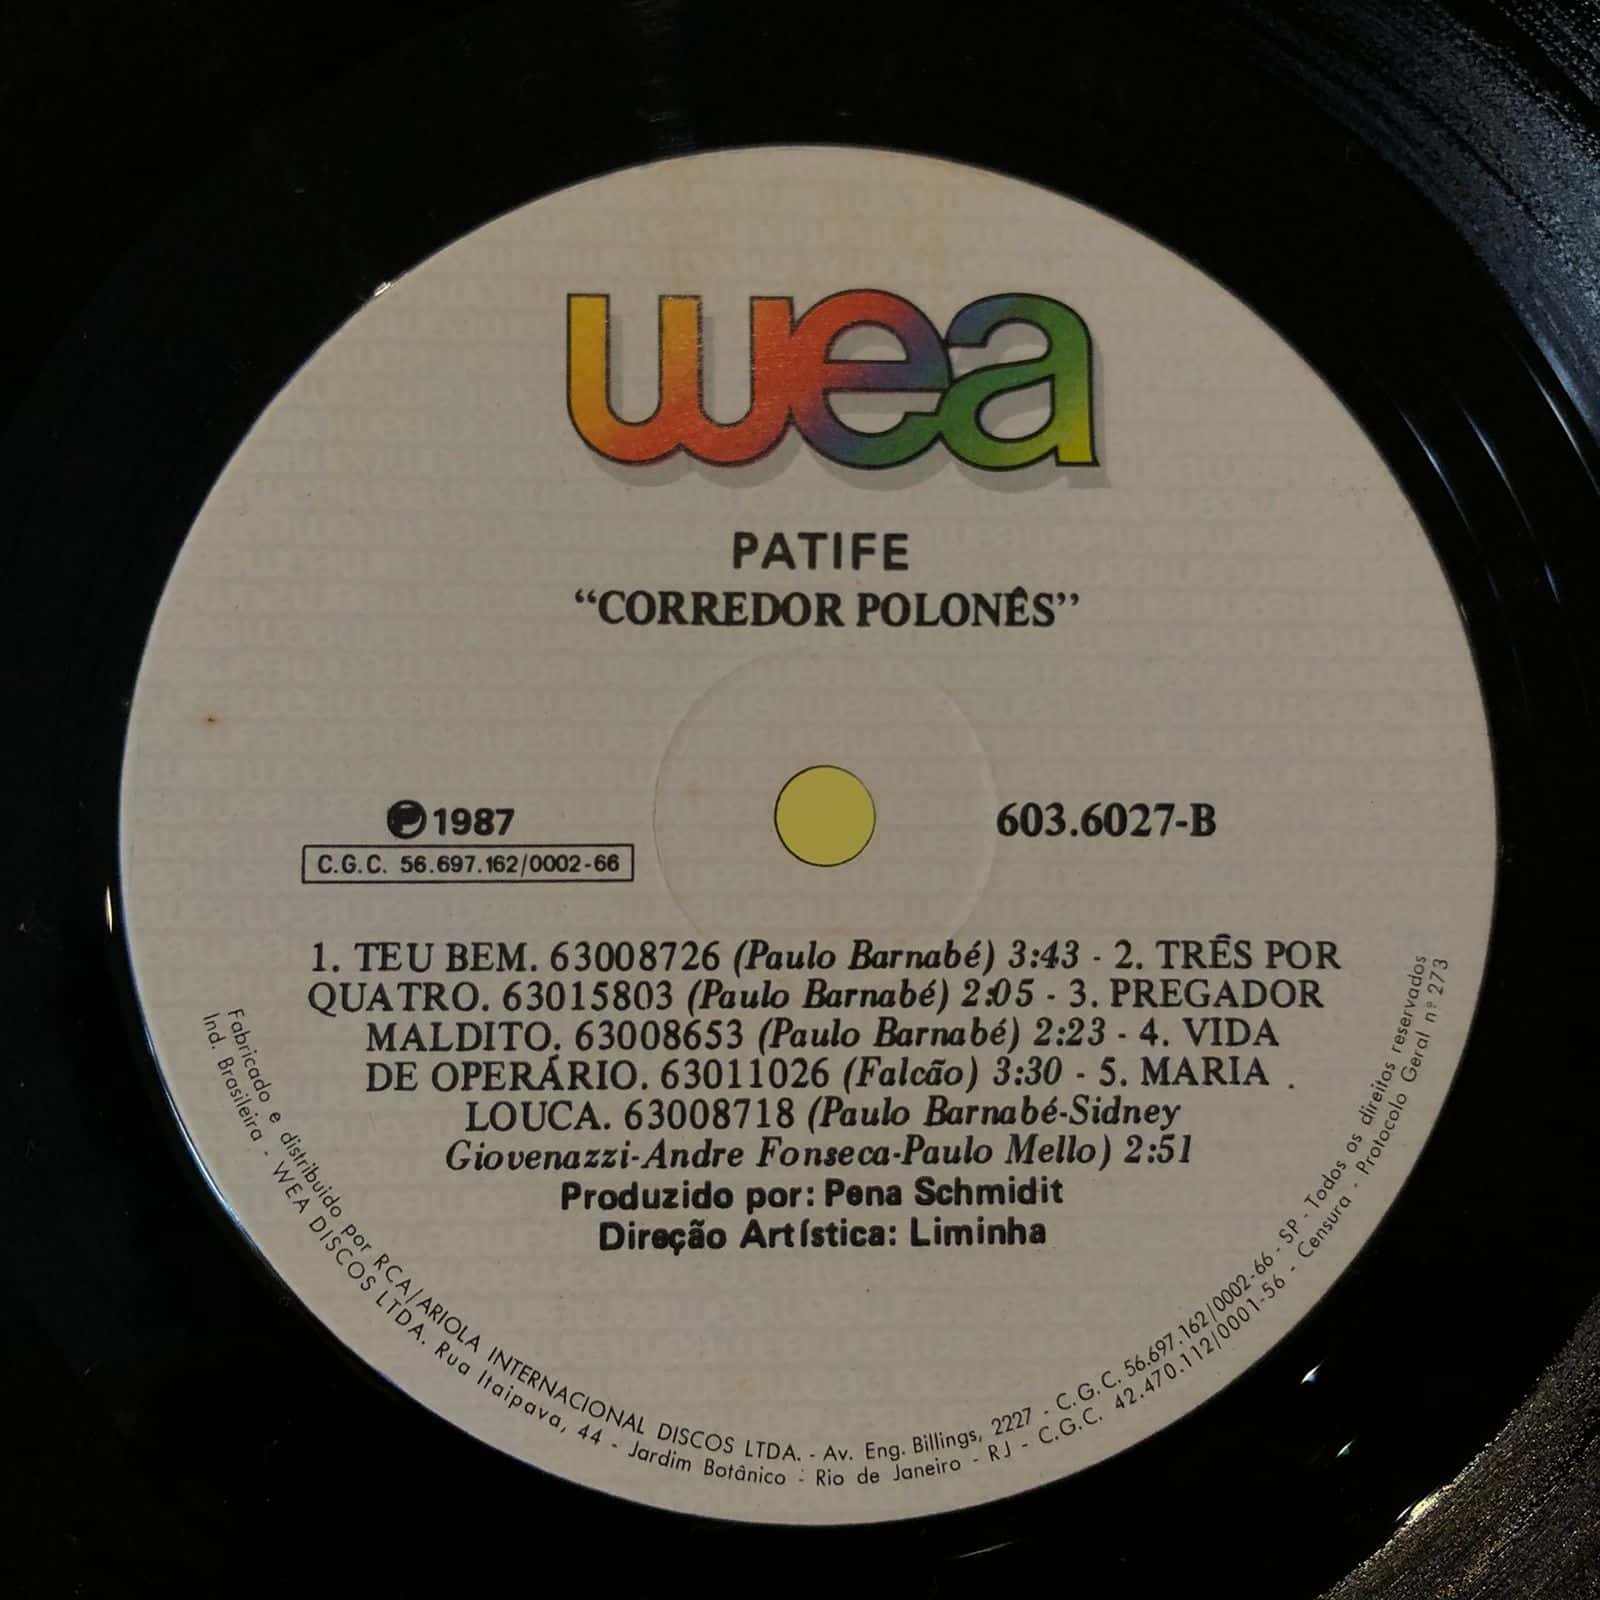 wea
PATIFE
“CORREDOR POLONÊS”
℗ 1987
603.6027-B
C.G.C. 56.697.162/0002-66
1. TEU BEM. 63008726 (Paulo Barnabé) 3:43 - 2. TRÊS POR
QUATRO. 63015803 (Paulo Barnabé) 2:05 - 3. PREGADOR
MALDITO. 63008653 (Paulo Barnabé) 2:23 - 4. VIDA
DE OPERÁRIO. 63011026 (Falcão) 3:30 - 5. MARIA
LOUCA. 63008718 (Paulo Barnabé-Sidney
Giovenazzi-Andre Fonseca-Paulo Mello) 2:51
Produzido por: Pena Schmidit
Direção Artística: Liminha
Fabricado e distribuido por RCA/ARIOLA INTERNACIONAL DISCOS LTDA. - Av. Eng. Billings, 2227 - C.G.C. 56.697.162/0002-66 - SP - Todos os direitos reservados
Ind. Brasileira - WEA DISCOS LTDA. Rua Itaipava, 44 - Jardim Botânico - Rio de Janeiro - RJ - C.G.C. 42.470.112/0001-56 - Censura - Protocolo Geral nº 273